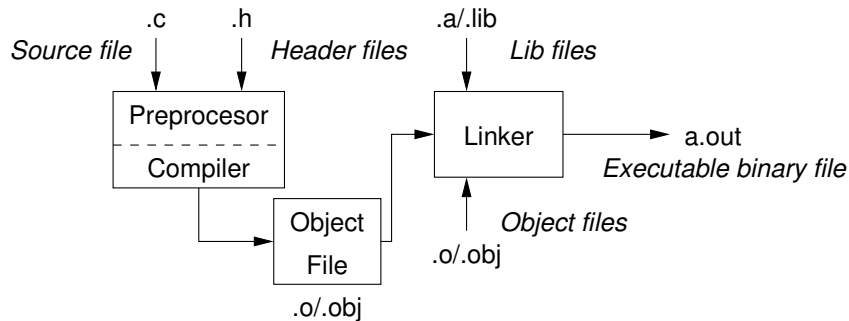 .c
.h
.a/.lib
Source file
Header files
Lib files
Preprocesor
Compiler
Linker
a.out
Executable binary file
Object
File
.o/.obj
Object files
.o/.obj